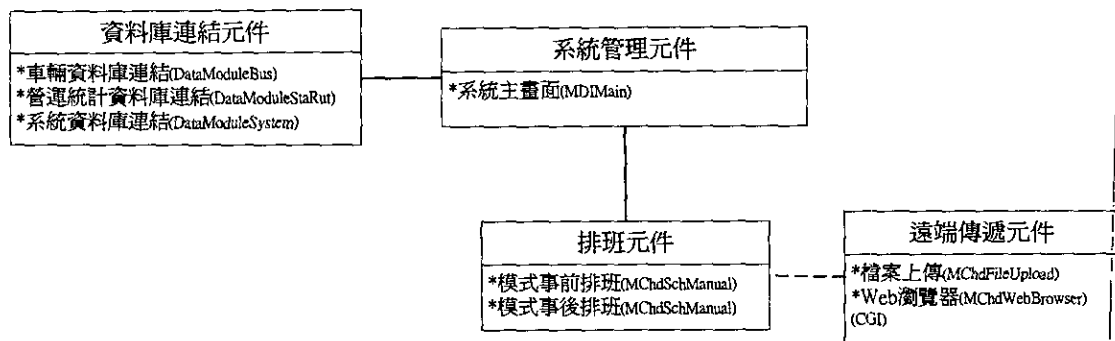 資料庫連結元件
*車輛資料庫連結(DataModuleBus)
*營運統計資料庫連結(DataModuleStaRut)
*系統資料庫連結(DataModuleSystem)
系統管理元件
*系統主畫面(MDIMain)
排班元件
*模式事前排班(MChdSchManual)
*模式事後排班(MChdSchManual)
遠端傳遞元件
*檔案上傳(MChdFileUpload)
*Web瀏覽器(MChdWebBrowser)
(CGI)